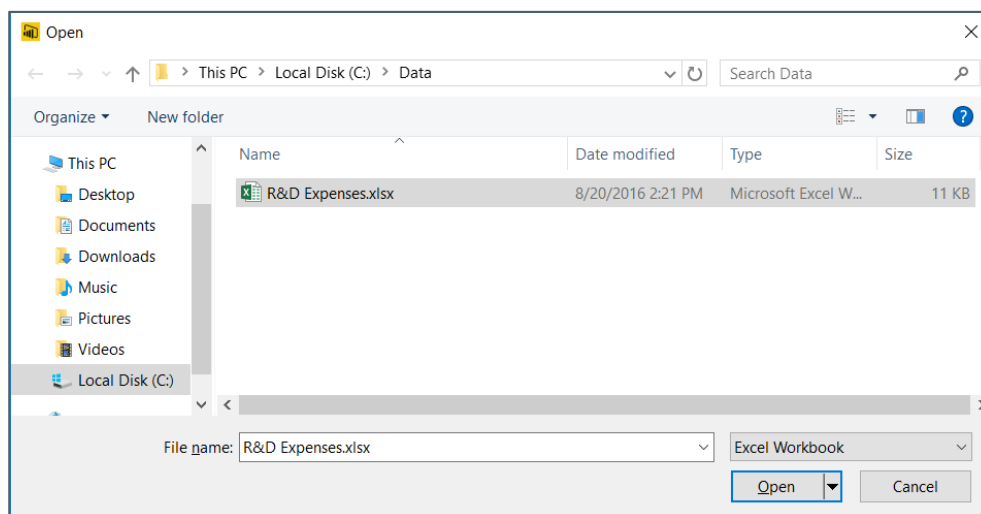 Open
This PC > Local Disk (C:) > Data
Search Data
Organize
New folder
Name
Date modified
Type
Size
This PC
Desktop
Documents
Downloads
Music
Pictures
Videos
Local Disk (C:)
R&D Expenses.xlsx 8/20/2016 2:21 PM Microsoft Excel W... 11 KB
File name: R&D Expenses.xlsx
Excel Workbook
Open
Cancel